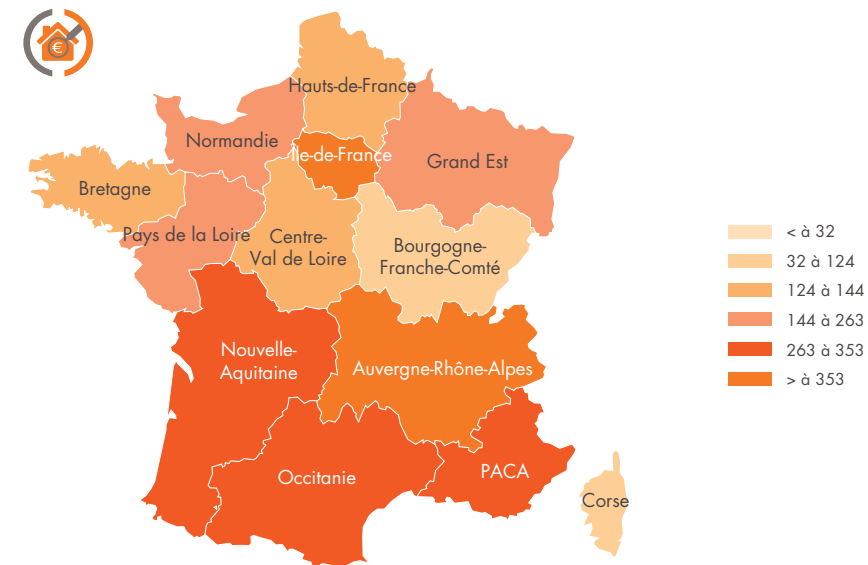 €
Hauts-de-France
Normandie
Ile-de-France
Grand Est
Bretagne
Pays de la Loire
Centre-
Val de Loire
Bourgogne-
Franche-Comté
Nouvelle-
Aquitaine
Auvergne-Rhône-Alpes
Occitanie
PACA
Corse
< à 32
32 à 124
124 à 144
144 à 263
263 à 353
> à 353